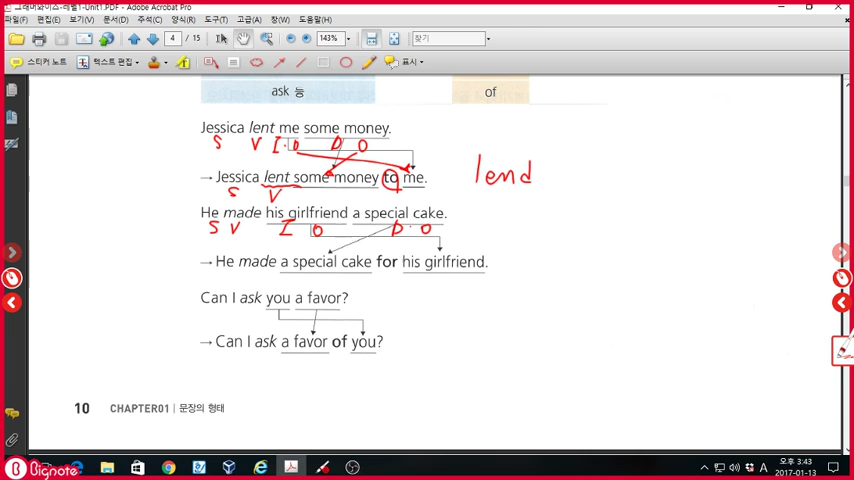 그래머와이즈-레벨1-Unit1.PDF - Adobe Acrobat Pro
파일(F) 편집(E) 보기(V) 문서(D) 주석(C) 양식(R) 도구(T) 고급(A) 창(W) 도움말(H)
4 / 15 143% 찾기
스티커 노트 텍스트 편집 표시
ask 등 of
Jessica lent me some money.
S V I.O D O
→ Jessica lent some money to me. lend
S V
He made his girlfriend a special cake.
S V I O D.O
→ He made a special cake for his girlfriend.
Can I ask you a favor?
→ Can I ask a favor of you?
10 CHAPTER01 문장의 형태
Bignote
A 오후 3:43
2017-01-13